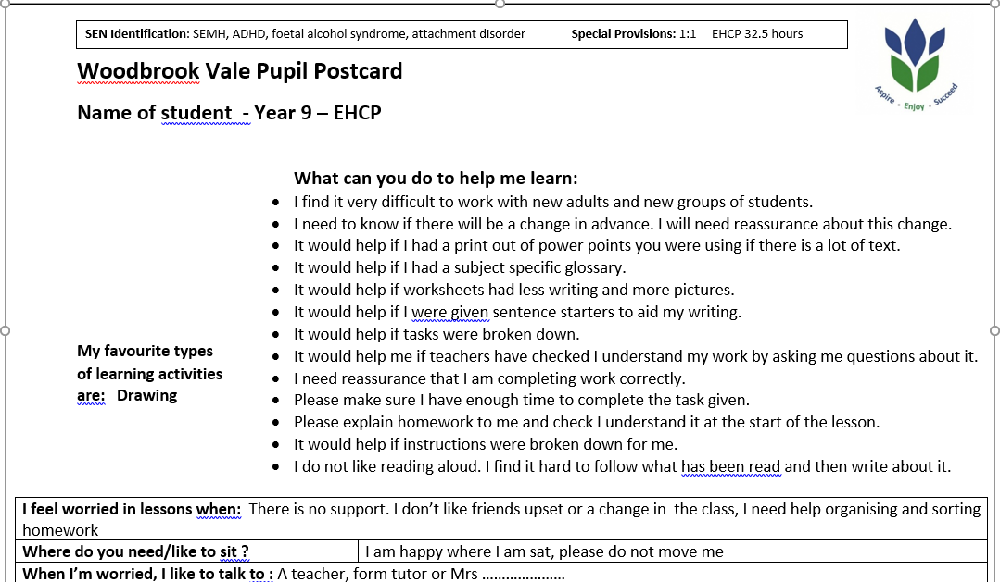 SEN Identification: SEMH, ADHD, foetal alcohol syndrome, attachment disorder Special Provisions: 1:1 EHCP 32.5 hours
Woodbrook Vale Pupil Postcard
Aspire • Enjoy • Succeed
Name of student - Year 9 – EHCP
What can you do to help me learn:
• I find it very difficult to work with new adults and new groups of students.
• I need to know if there will be a change in advance. I will need reassurance about this change.
• It would help if I had a print out of power points you were using if there is a lot of text.
• It would help if I had a subject specific glossary.
• It would help if worksheets had less writing and more pictures.
• It would help if I were given sentence starters to aid my writing.
• It would help if tasks were broken down.
• It would help me if teachers have checked I understand my work by asking me questions about it.
• I need reassurance that I am completing work correctly.
• Please make sure I have enough time to complete the task given.
• Please explain homework to me and check I understand it at the start of the lesson.
• It would help if instructions were broken down for me.
• I do not like reading aloud. I find it hard to follow what has been read and then write about it.
My favourite types
of learning activities
are: Drawing
I feel worried in lessons when: There is no support. I don’t like friends upset or a change in the class, I need help organising and sorting
homework
Where do you need/like to sit ? I am happy where I am sat, please do not move me
When I’m worried, I like to talk to : A teacher, form tutor or Mrs ………………….